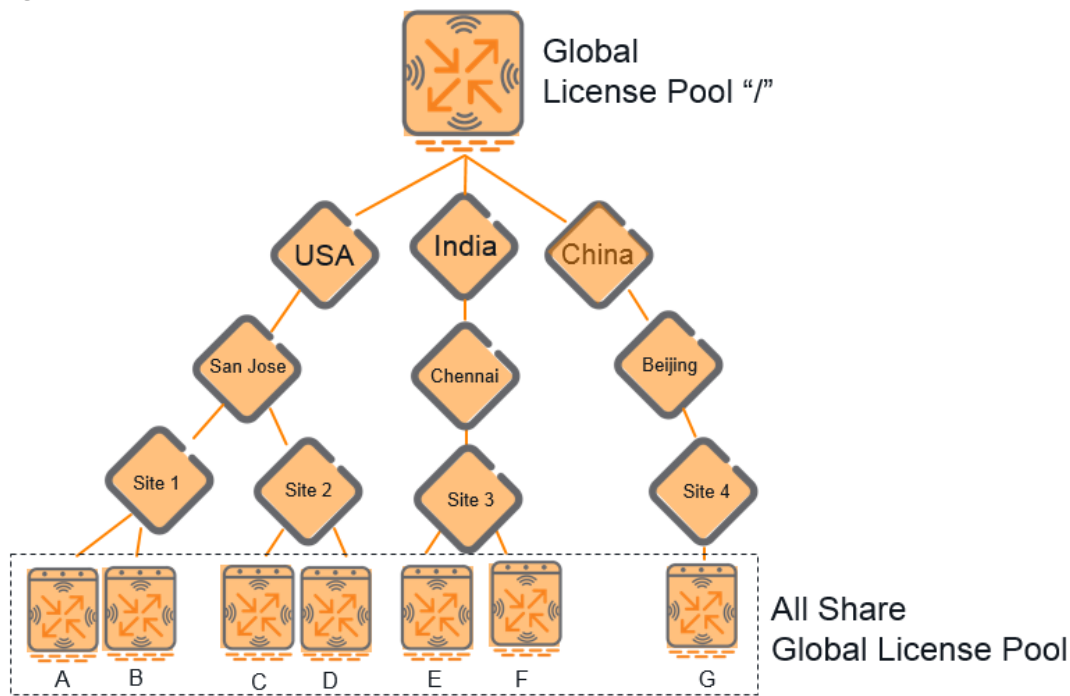 Global
License Pool “/”
USA
India
China
San Jose
Chennai
Beijing
Site 1
Site 2
Site 3
Site 4
All Share
Global License Pool
A
B
C
D
E
F
G